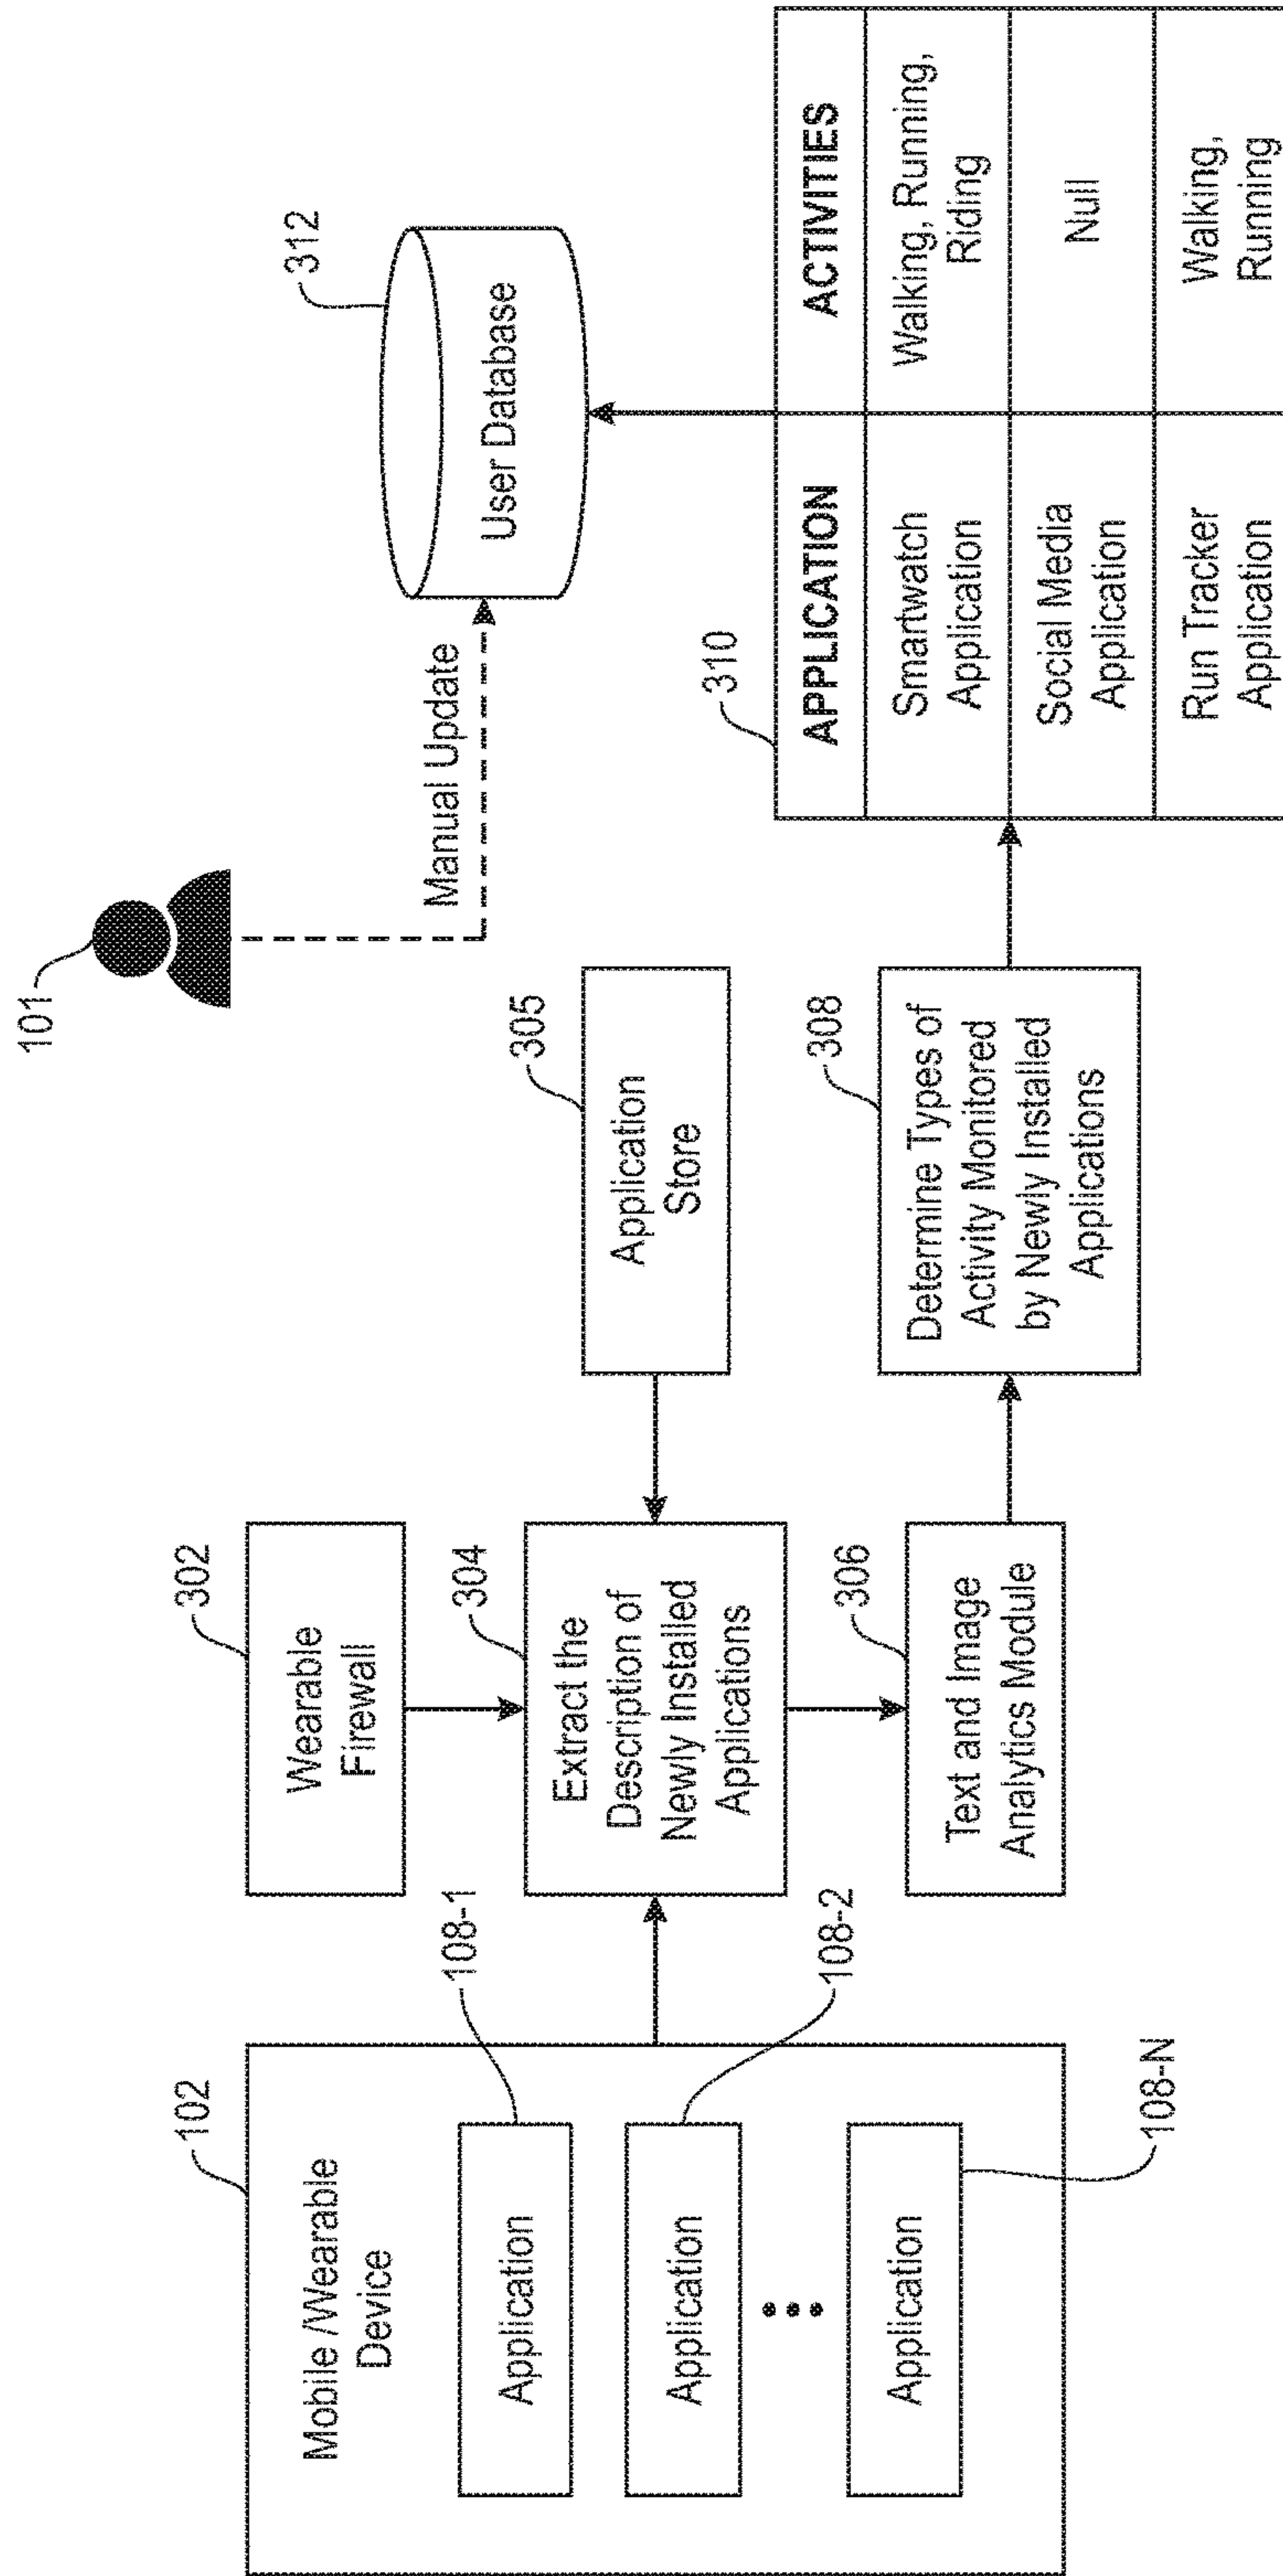 102
Mobile /Wearable
Device
Application
108-1
Application
108-2
Application
108-N
302
Wearable
Firewall
304
Extract the
Description of
Newly Installed
Applications
305
Application
Store
306
Text and Image
Analytics Module
308
Determine Types of
Activity Monitored
by Newly Installed
Applications
101
Manual Update
312
User Database
310
APPLICATION
ACTIVITIES
Smartwatch
Application
Walking, Running,
Riding
Social Media
Application
Null
Run Tracker
Application
Walking,
Running